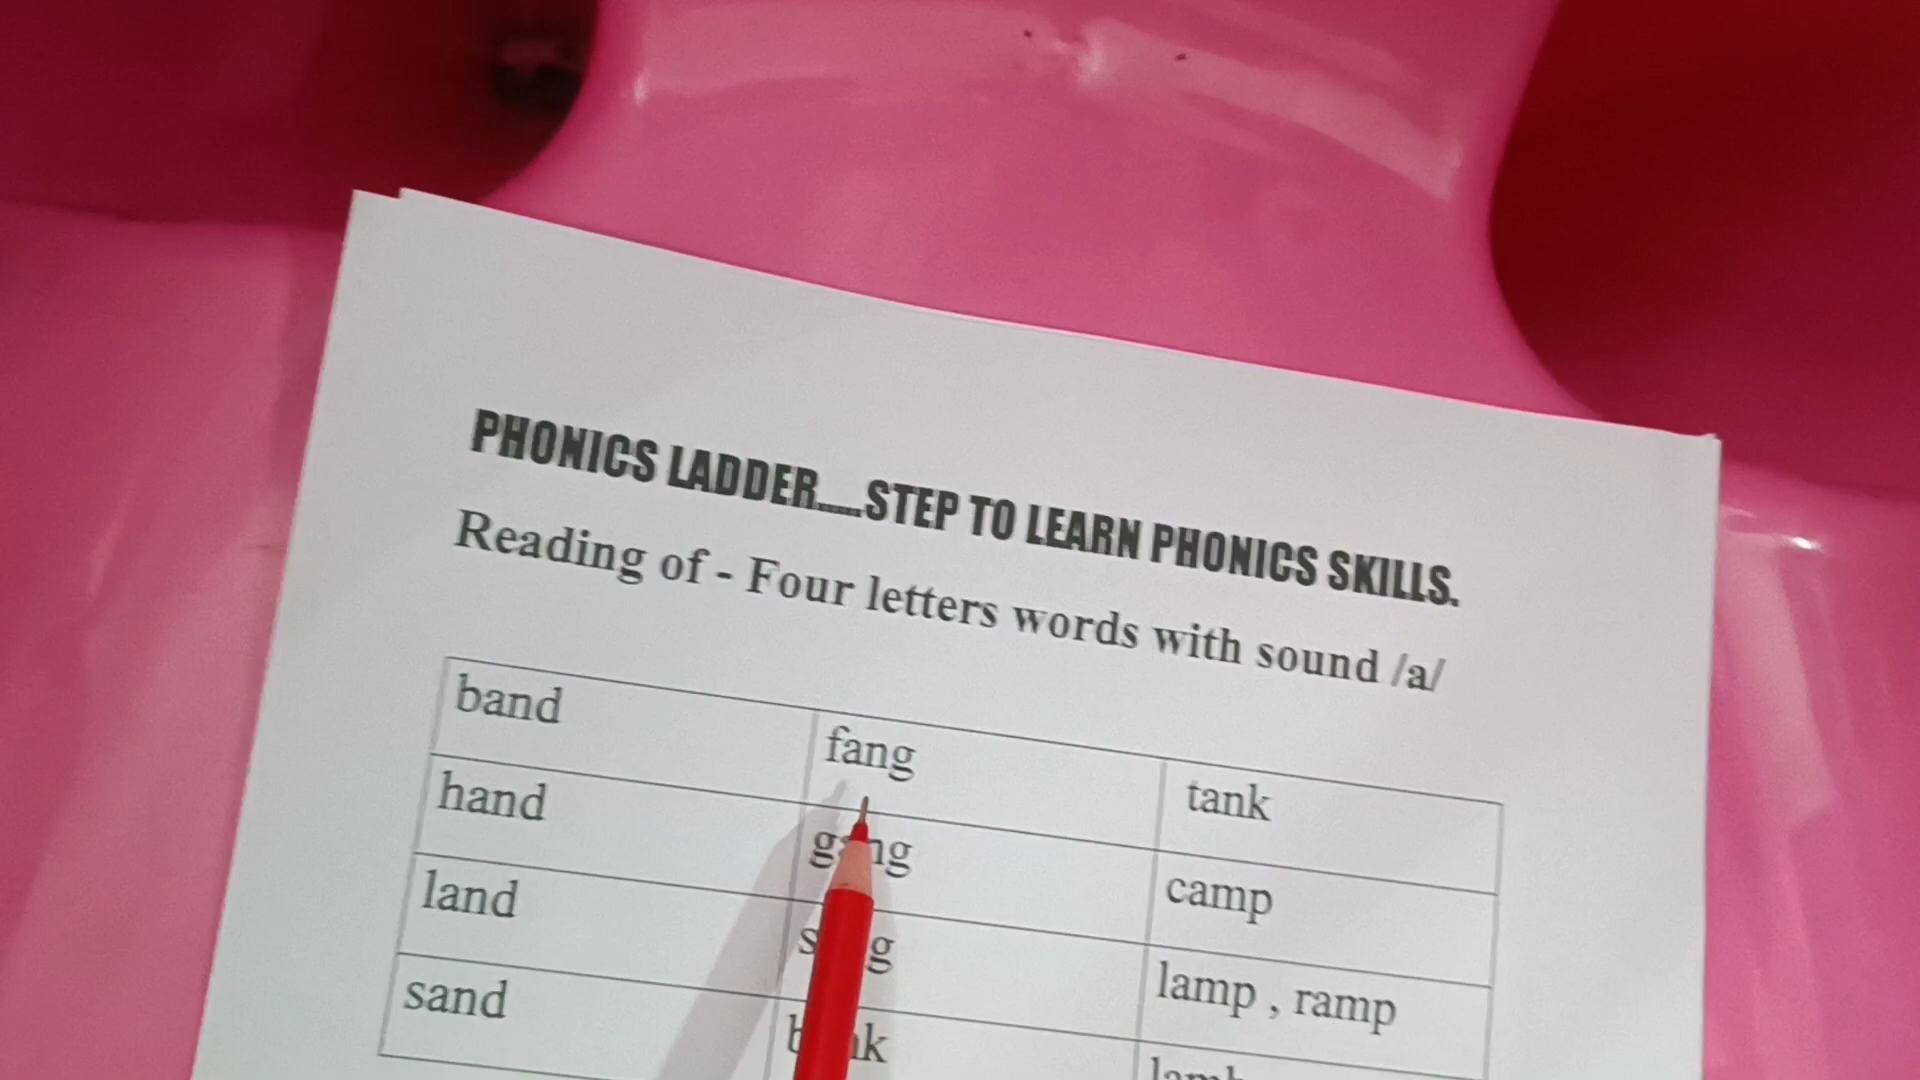 PHONICS LADDER.....STEP TO LEARN PHONICS SKILLS.
Reading of - Four letters words with sound /a/
band fang tank
hand gang camp
land lamp , ramp
sand